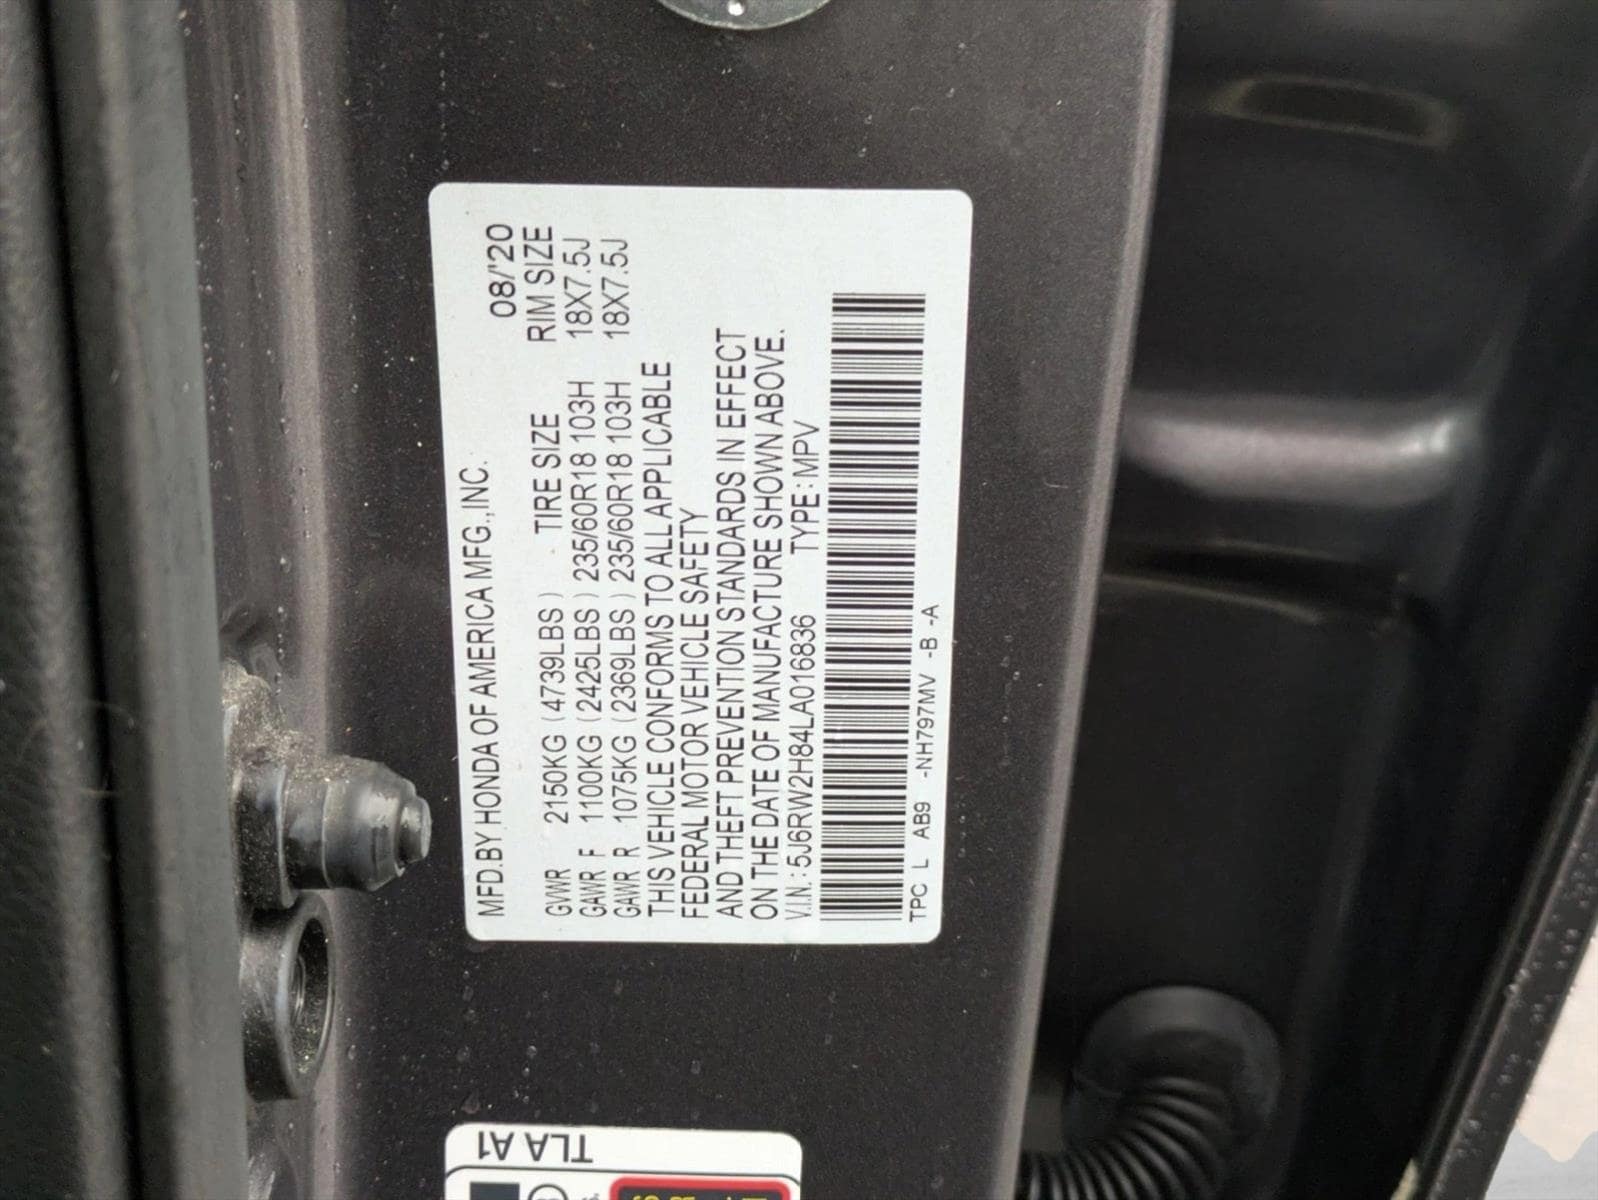 MFD.BY HONDA OF AMERICA MFG.,INC. 08/'20
TIRE SIZE RIM SIZE
GVWR 2150KG (4739LBS)
GAWR F 1100KG (2425LBS) 235/60R18 103H 18X7.5J
GAWR R 1075KG (2369LBS) 235/60R18 103H 18X7.5J
THIS VEHICLE CONFORMS TO ALL APPLICABLE
FEDERAL MOTOR VEHICLE SAFETY
AND THEFT PREVENTION STANDARDS IN EFFECT
ON THE DATE OF MANUFACTURE SHOWN ABOVE.
V.I.N.: 5J6RW2H84LA016836 TYPE: MPV
TPC L AB9 -NH797MV -B -A
TLA A1